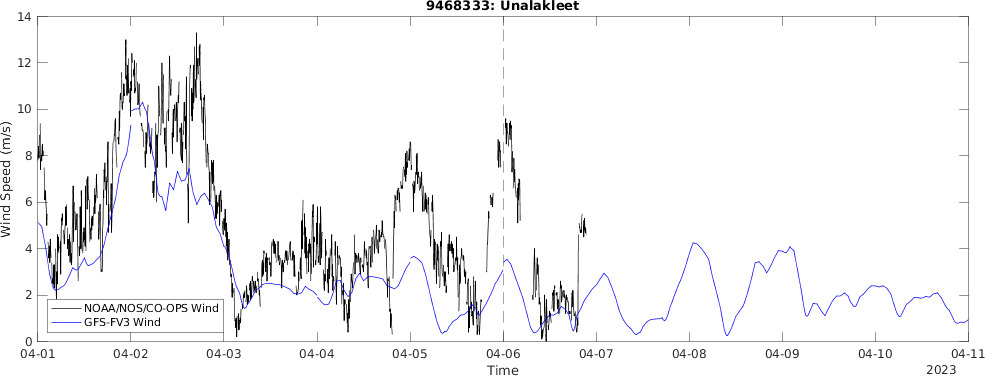 9468333: Unalakleet
14
12
10
8
6
4
2
0
Wind Speed (m/s)
NOAA/NOS/CO-OPS Wind
GFS-FV3 Wind
04-01 04-02 04-03 04-04 04-05 04-06 04-07 04-08 04-09 04-10 04-11
Time
2023